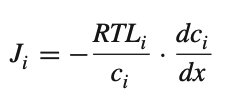 J_i = -\frac{RTL_i}{c_i} \cdot \frac{dc_i}{dx}